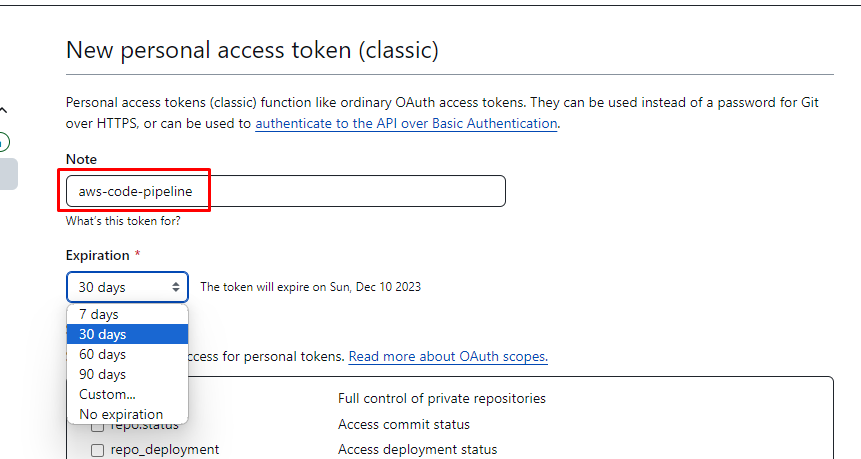 New personal access token (classic)
Personal access tokens (classic) function like ordinary OAuth access tokens. They can be used instead of a password for Git
over HTTPS, or can be used to authenticate to the API over Basic Authentication.
Note
aws-code-pipeline
What's this token for?
Expiration *
30 days The token will expire on Sun, Dec 10 2023
7 days
30 days
60 days
90 days
Custom...
No expiration
access for personal tokens. Read more about OAuth scopes.
Full control of private repositories
repo:status Access commit status
repo_deployment Access deployment status